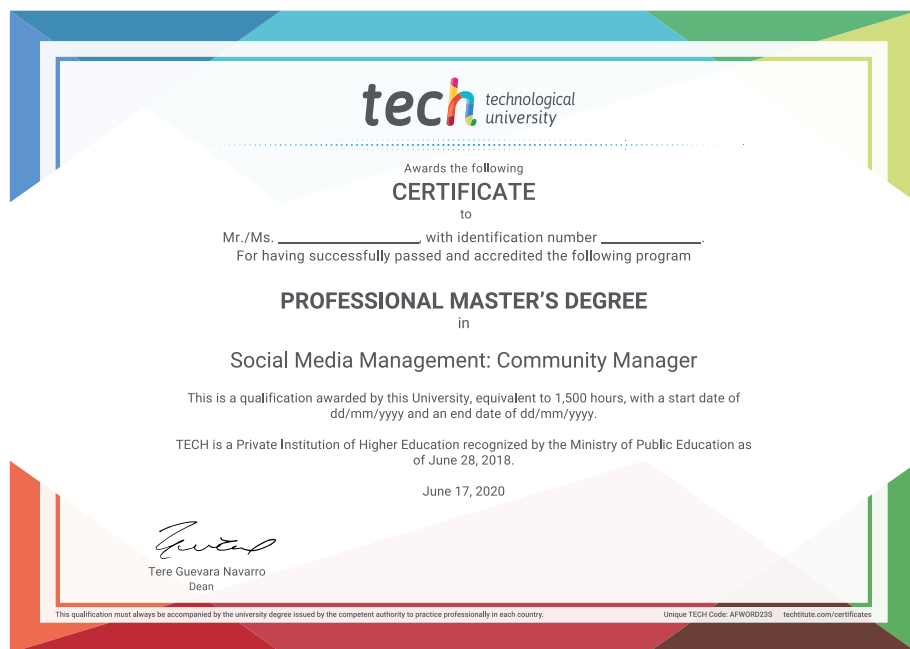 tech technological
university
Awards the following
CERTIFICATE
to
Mr./Ms. ____________, with identification number ____________.
For having successfully passed and accredited the following program
PROFESSIONAL MASTER'S DEGREE
in
Social Media Management: Community Manager
This is a qualification awarded by this University, equivalent to 1,500 hours, with a start date of
dd/mm/yyyy and an end date of dd/mm/yyyy.
TECH is a Private Institution of Higher Education recognized by the Ministry of Public Education as
of June 28, 2018.
June 17, 2020
Tere Guevara Navarro
Dean
This qualification must always be accompanied by the university degree issued by the competent authority to practice professionally in each country.
Unique TECH Code: AFWORD23S techtitute.com/certificates